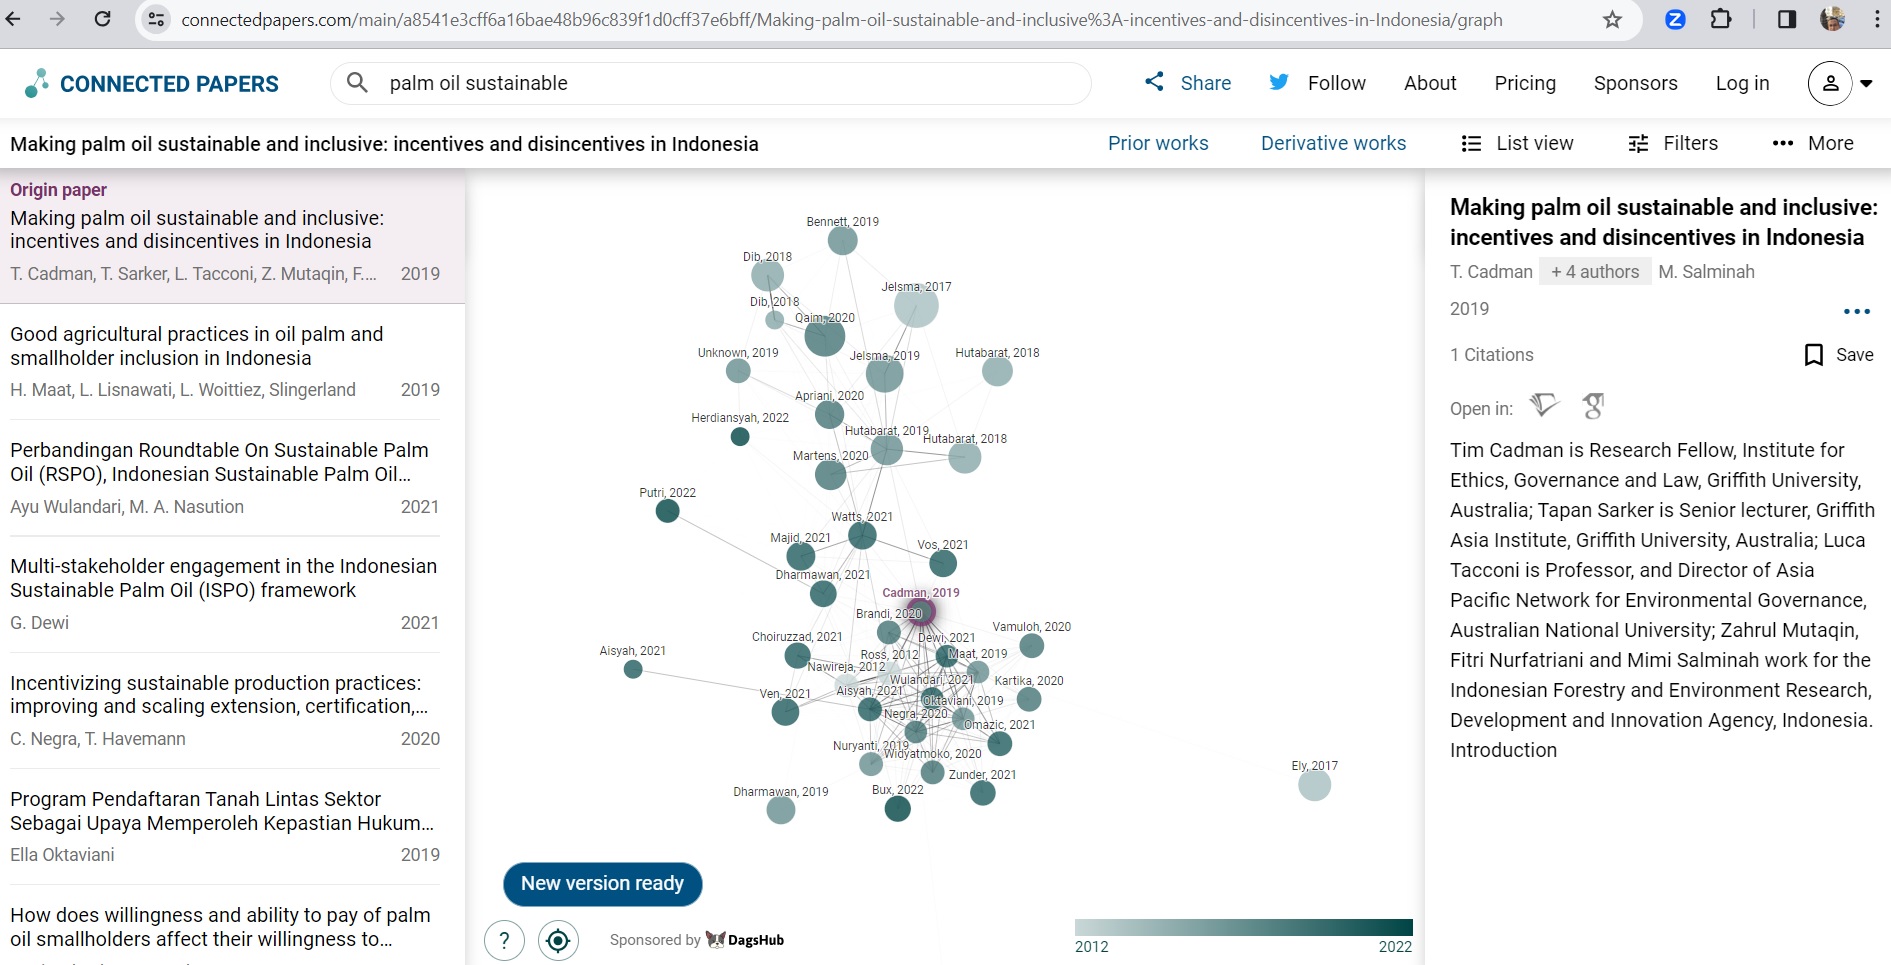 connectedpapers.com/main/a8541e3cff6a16bae48b96c839f1d0cff37e6bff/Making-palm-oil-sustainable-and-inclusive%3A-incentives-and-disincentives-in-Indonesia/graph
CONNECTED PAPERS
palm oil sustainable
Share
Follow
About
Pricing
Sponsors
Log in
Making palm oil sustainable and inclusive: incentives and disincentives in Indonesia
Prior works
Derivative works
List view
Filters
More
Origin paper
Making palm oil sustainable and inclusive:
incentives and disincentives in Indonesia
T. Cadman, T. Sarker, L. Tacconi, Z. Mutaqin, F.... 2019
Good agricultural practices in oil palm and
smallholder inclusion in Indonesia
H. Maat, L. Lisnawati, L. Woittiez, Slingerland 2019
Perbandingan Roundtable On Sustainable Palm
Oil (RSPO), Indonesian Sustainable Palm Oil...
Ayu Wulandari, M. A. Nasution 2021
Multi-stakeholder engagement in the Indonesian
Sustainable Palm Oil (ISPO) framework
G. Dewi 2021
Incentivizing sustainable production practices:
improving and scaling extension, certification,...
C. Negra, T. Havemann 2020
Program Pendaftaran Tanah Lintas Sektor
Sebagai Upaya Memperoleh Kepastian Hukum...
Ella Oktaviani 2019
How does willingness and ability to pay of palm
oil smallholders affect their willingness to...
Bennett, 2019
Dib, 2018
Jelsma, 2017
Dib, 2018
Qaim, 2020
Unknown, 2019
Jelsma, 2019
Hutabarat, 2018
Apriani, 2020
Herdiansyah, 2022
Hutabarat, 2019
Hutabarat, 2018
Martens, 2020
Putri, 2022
Watts, 2021
Majid, 2021
Vos, 2021
Dharmawan, 2021
Cadman, 2019
Brandi, 2020
Vamuloh, 2020
Choiruzzad, 2021
Dewi, 2021
Aisyah, 2021
Ross, 2012
Maat, 2019
Nawireja, 2012
Wulandari, 2021
Kartika, 2020
Ven, 2021
Aisyah, 2021
Oktaviani, 2019
Negra, 2020
Omazic, 2021
Nuryanti, 2019
Widyatmoko, 2020
Ely, 2017
Zunder, 2021
Dharmawan, 2019
Bux, 2022
New version ready
?
Sponsored by DagsHub
2012
2022
Making palm oil sustainable and inclusive:
incentives and disincentives in Indonesia
T. Cadman + 4 authors M. Salminah
2019
1 Citations
Save
Open in:
Tim Cadman is Research Fellow, Institute for
Ethics, Governance and Law, Griffith University,
Australia; Tapan Sarker is Senior lecturer, Griffith
Asia Institute, Griffith University, Australia; Luca
Tacconi is Professor, and Director of Asia
Pacific Network for Environmental Governance,
Australian National University; Zahrul Mutaqin,
Fitri Nurfatriani and Mimi Salminah work for the
Indonesian Forestry and Environment Research,
Development and Innovation Agency, Indonesia.
Introduction